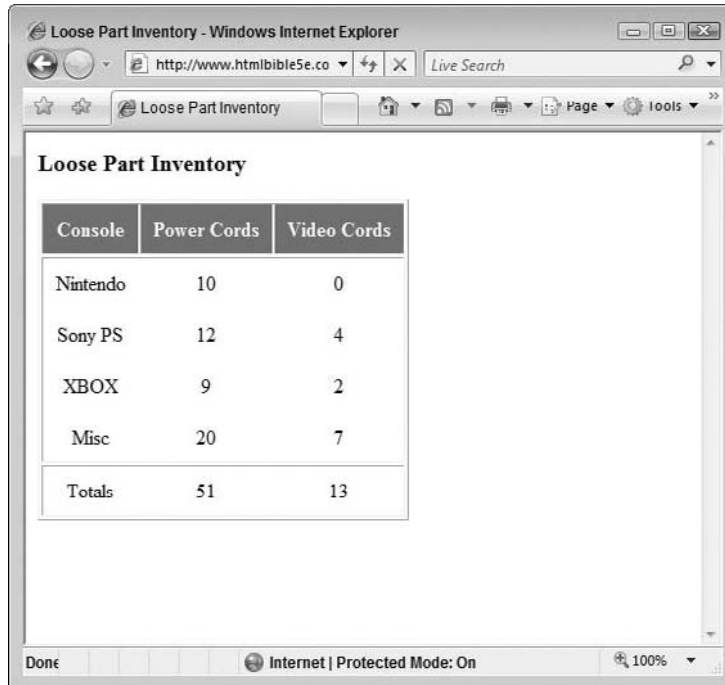 Loose Part Inventory - Windows Internet Explorer
http://www.htmlbible5e.co Live Search
Loose Part Inventory Page Tools
Loose Part Inventory
Console Power Cords Video Cords
Nintendo 10 0
Sony PS 12 4
XBOX 9 2
Misc 20 7
Totals 51 13
Done Internet | Protected Mode: On 100%